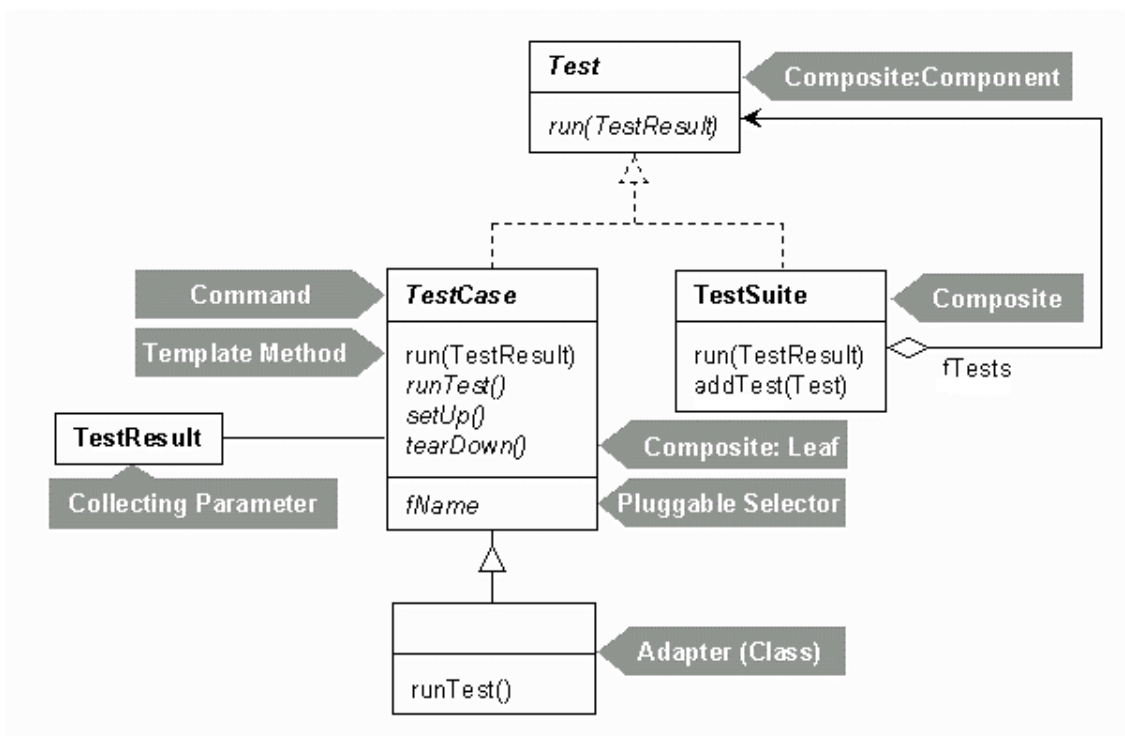 Test
Composite:Component
run(TestResult)
Command
TestCase
TestSuite
Composite
Template Method
run(TestResult)
runTest()
setUp()
tearDown()
run(TestResult)
addTest(Test)
fTests
TestResult
Composite: Leaf
Collecting Parameter
fName
Pluggable Selector
Adapter (Class)
runTest()